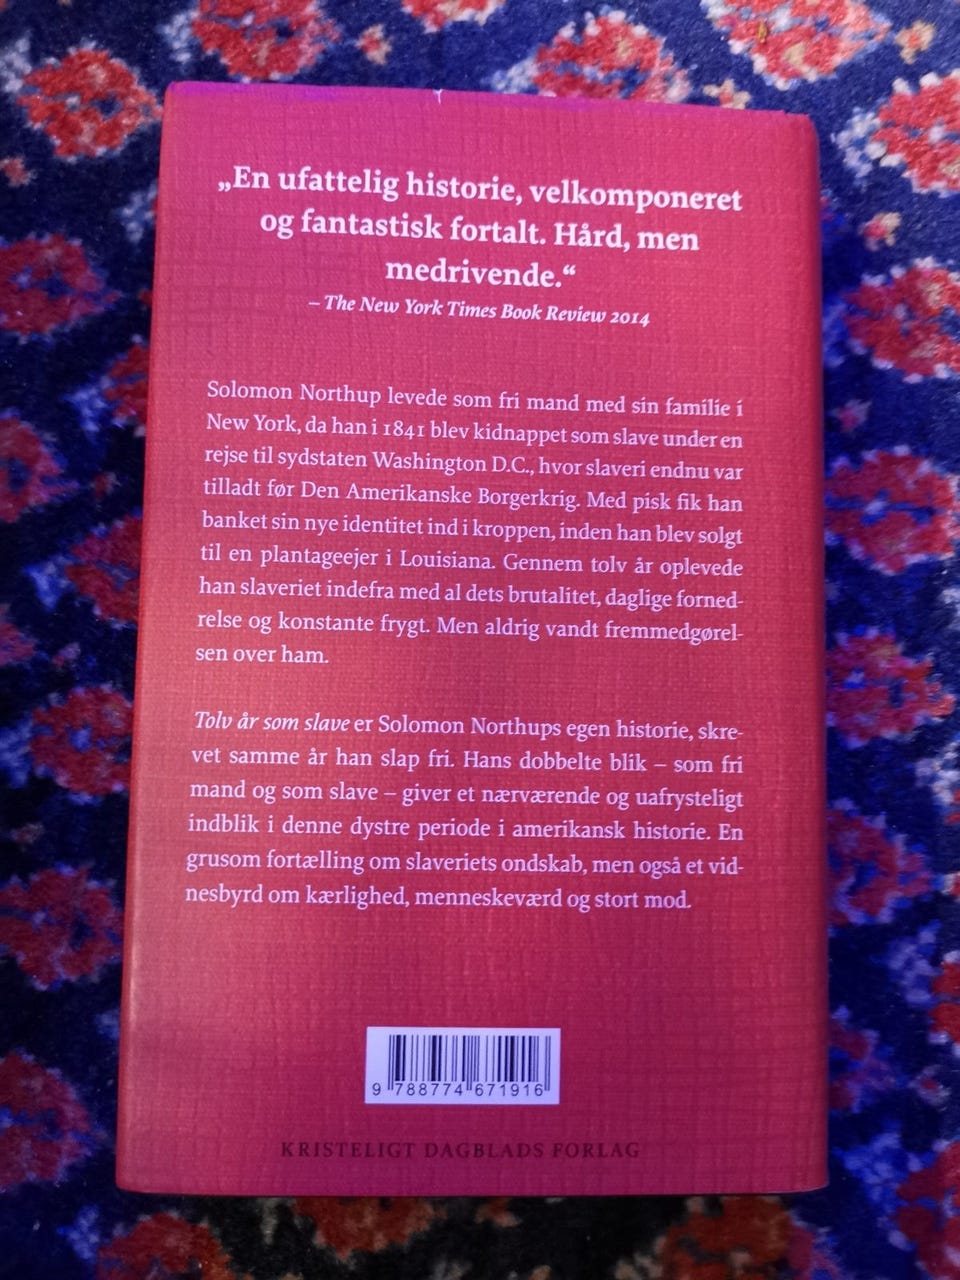 „En ufattelig historie, velkomponeret
og fantastisk fortalt. Hård, men
medrivende.“
– The New York Times Book Review 2014
Solomon Northup levede som fri mand med sin familie i
New York, da han i 1841 blev kidnappet som slave under en
rejse til sydstaten Washington D.C., hvor slaveri endnu var
tilladt før Den Amerikanske Borgerkrig. Med pisk fik han
banket sin nye identitet ind i kroppen, inden han blev solgt
til en plantageejer i Louisiana. Gennem tolv år oplevede
han slaveriet indefra med al dets brutalitet, daglige forned-
relse og konstante frygt. Men aldrig vandt fremmedgørel-
sen over ham.
Tolv år som slave er Solomon Northups egen historie, skre-
vet samme år han slap fri. Hans dobbelte blik – som fri
mand og som slave – giver et nærværende og uafrysteligt
indblik i denne dystre periode i amerikansk historie. En
grusom fortælling om slaveriets ondskab, men også et vid-
nesbyrd om kærlighed, menneskeværd og stort mod.
9 788774 671916
KRISTELIGT DAGBLADS FORLAG